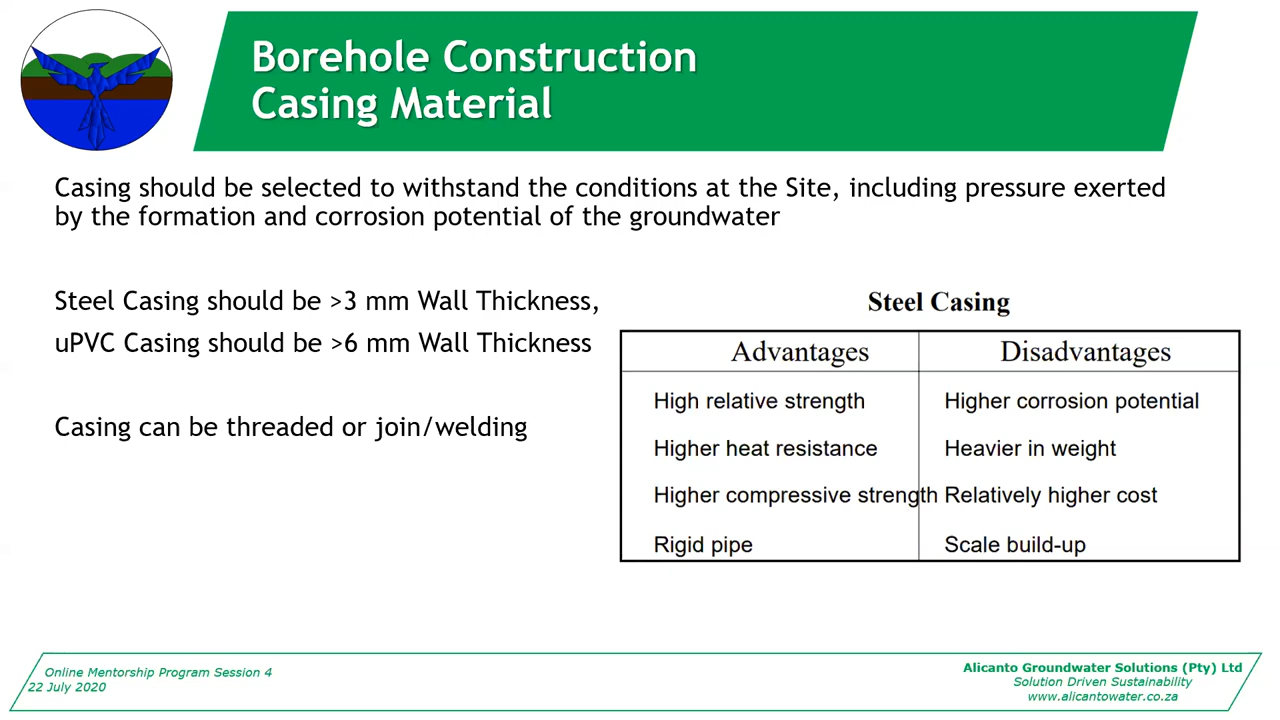 Borehole Construction
Casing Material
Casing should be selected to withstand the conditions at the Site, including pressure exerted
by the formation and corrosion potential of the groundwater
Steel Casing should be >3 mm Wall Thickness,
uPVC Casing should be >6 mm Wall Thickness
Casing can be threaded or join/welding
Steel Casing
Advantages Disadvantages
High relative strength Higher corrosion potential
Higher heat resistance Heavier in weight
Higher compressive strength Relatively higher cost
Rigid pipe Scale build-up
Online Mentorship Program Session 4
22 July 2020
Alicanto Groundwater Solutions (Pty) Ltd
Solution Driven Sustainability
www.alicantowater.co.za